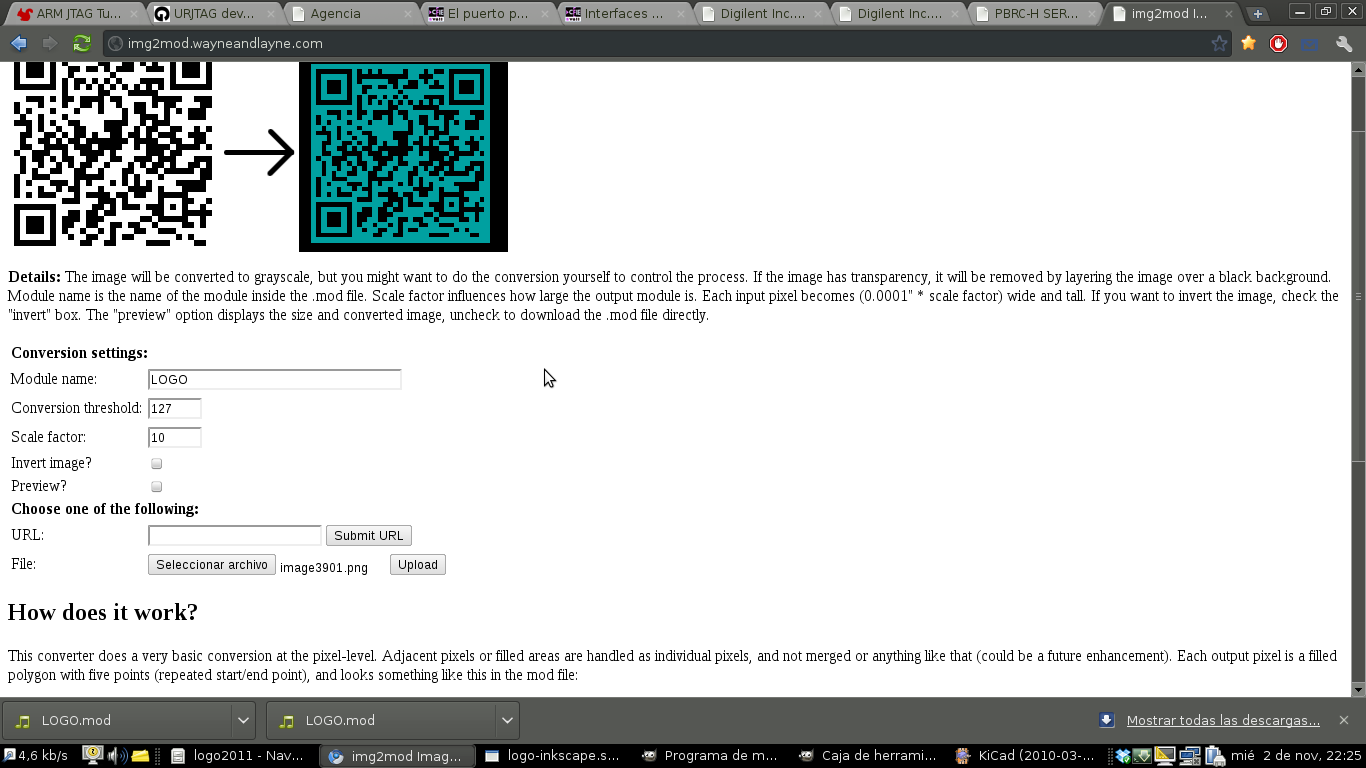 ARM JTAG Tu...
URJTAG dev...
Agencia
El puerto p...
Interfaces ...
Digilent Inc....
Digilent Inc....
PBRC-H SER...
img2mod I...
img2mod.wayneandlayne.com
Details: The image will be converted to grayscale, but you might want to do the conversion yourself to control the process. If the image has transparency, it will be removed by layering the image over a black background.
Module name is the name of the module inside the .mod file. Scale factor influences how large the output module is. Each input pixel becomes (0.0001" * scale factor) wide and tall. If you want to invert the image, check the
"invert" box. The "preview" option displays the size and converted image, uncheck to download the .mod file directly.
Conversion settings:
Module name: LOGO
Conversion threshold: 127
Scale factor: 10
Invert image?
Preview?
Choose one of the following:
URL: Submit URL
File: Seleccionar archivo image3901.png Upload
How does it work?
This converter does a very basic conversion at the pixel-level. Adjacent pixels or filled areas are handled as individual pixels, and not merged or anything like that (could be a future enhancement). Each output pixel is a filled
polygon with five points (repeated start/end point), and looks something like this in the mod file:
LOGO.mod
LOGO.mod
Mostrar todas las descargas...
4,6 kb/s
logo2011 - Nav...
img2mod Imag...
logo-inkscape.s...
Programa de m...
Caja de herrami...
KiCad (2010-03-...
mié 2 de nov, 22:25